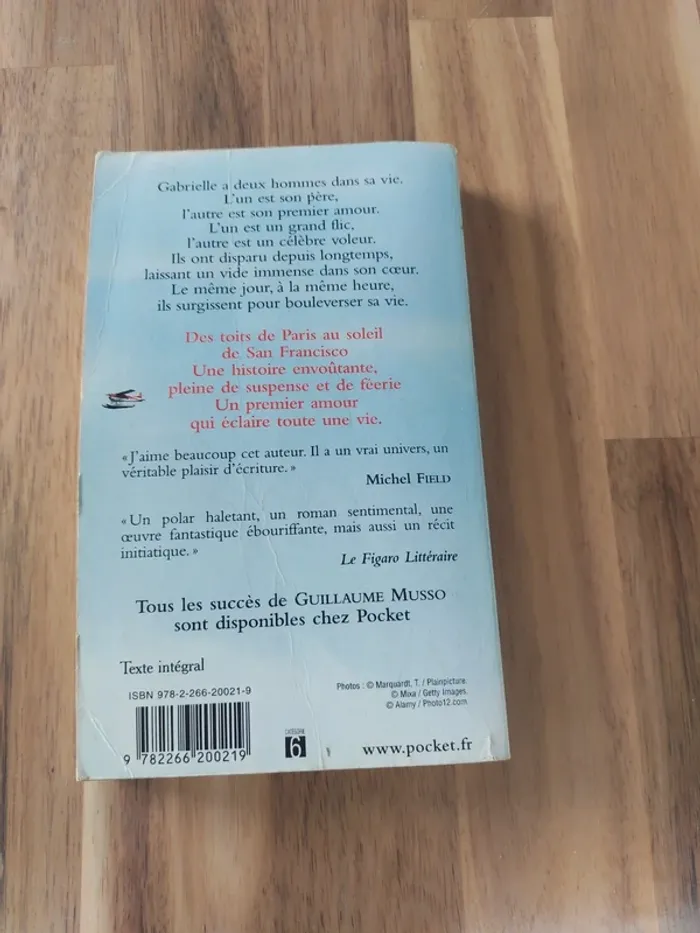 Gabrielle a deux hommes dans sa vie.
L'un est son père,
l'autre est son premier amour.
L'un est un grand flic,
l'autre est un célèbre voleur.
Ils ont disparu depuis longtemps,
laissant un vide immense dans son cœur.
Le même jour, à la même heure,
ils surgissent pour bouleverser sa vie.
Des toits de Paris au soleil
de San Francisco
Une histoire envoûtante,
pleine de suspense et de féerie
Un premier amour
qui éclaire toute une vie.
« J'aime beaucoup cet auteur. Il a un vrai univers, un
véritable plaisir d'écriture. »
Michel FIELD
« Un polar haletant, un roman sentimental, une
œuvre fantastique ébouriffante, mais aussi un récit
initiatique. »
Le Figaro Littéraire
Tous les succès de GUILLAUME MUSSO
sont disponibles chez Pocket
Texte intégral
ISBN 978-2-266-20021-9
Photos : © Marquardt, T. / Plainpicture.
© Mixa / Getty Images.
© Alamy / Photo12.com
9 782266 200219
CATÉGORIE
6
www.pocket.fr